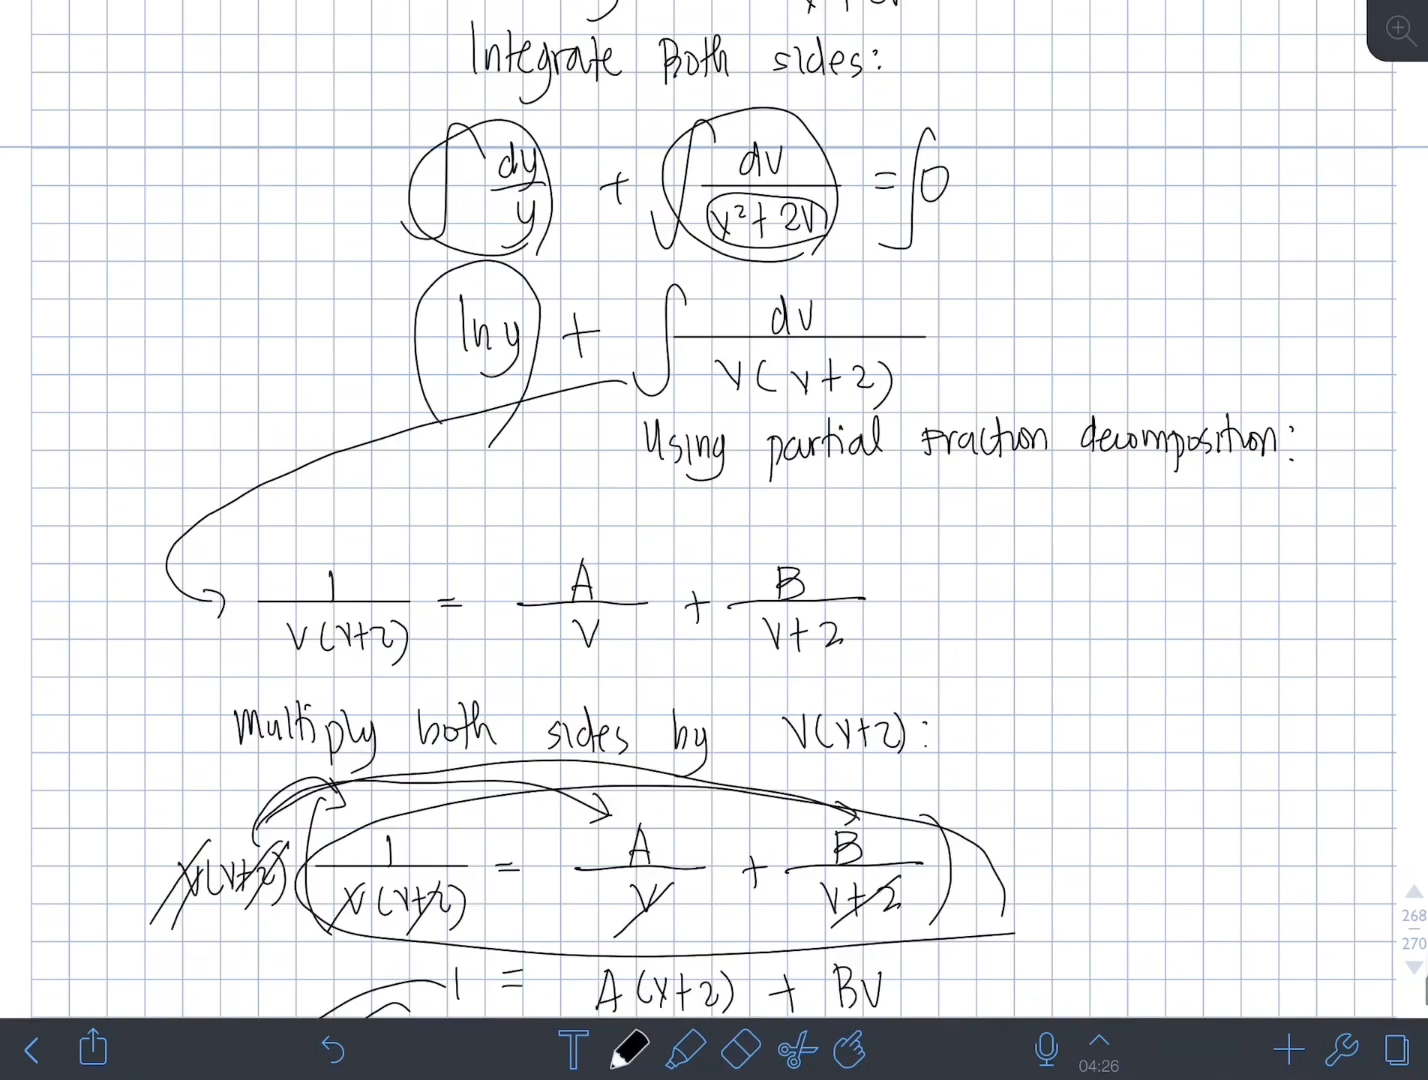 Integrate Both sides:
∫ dy/y + ∫ dv/(v²+2v) = ∫0
ln y + ∫ dv/(v(v+2))
Using partial fraction decomposition:
1/(v(v+2)) = A/v + B/(v+2)
Multiply both sides by v(v+2):
v(v+2) ( 1/(v(v+2)) = A/v + B/(v+2) )
1 = A(v+2) + Bv
268
270
T
04:26